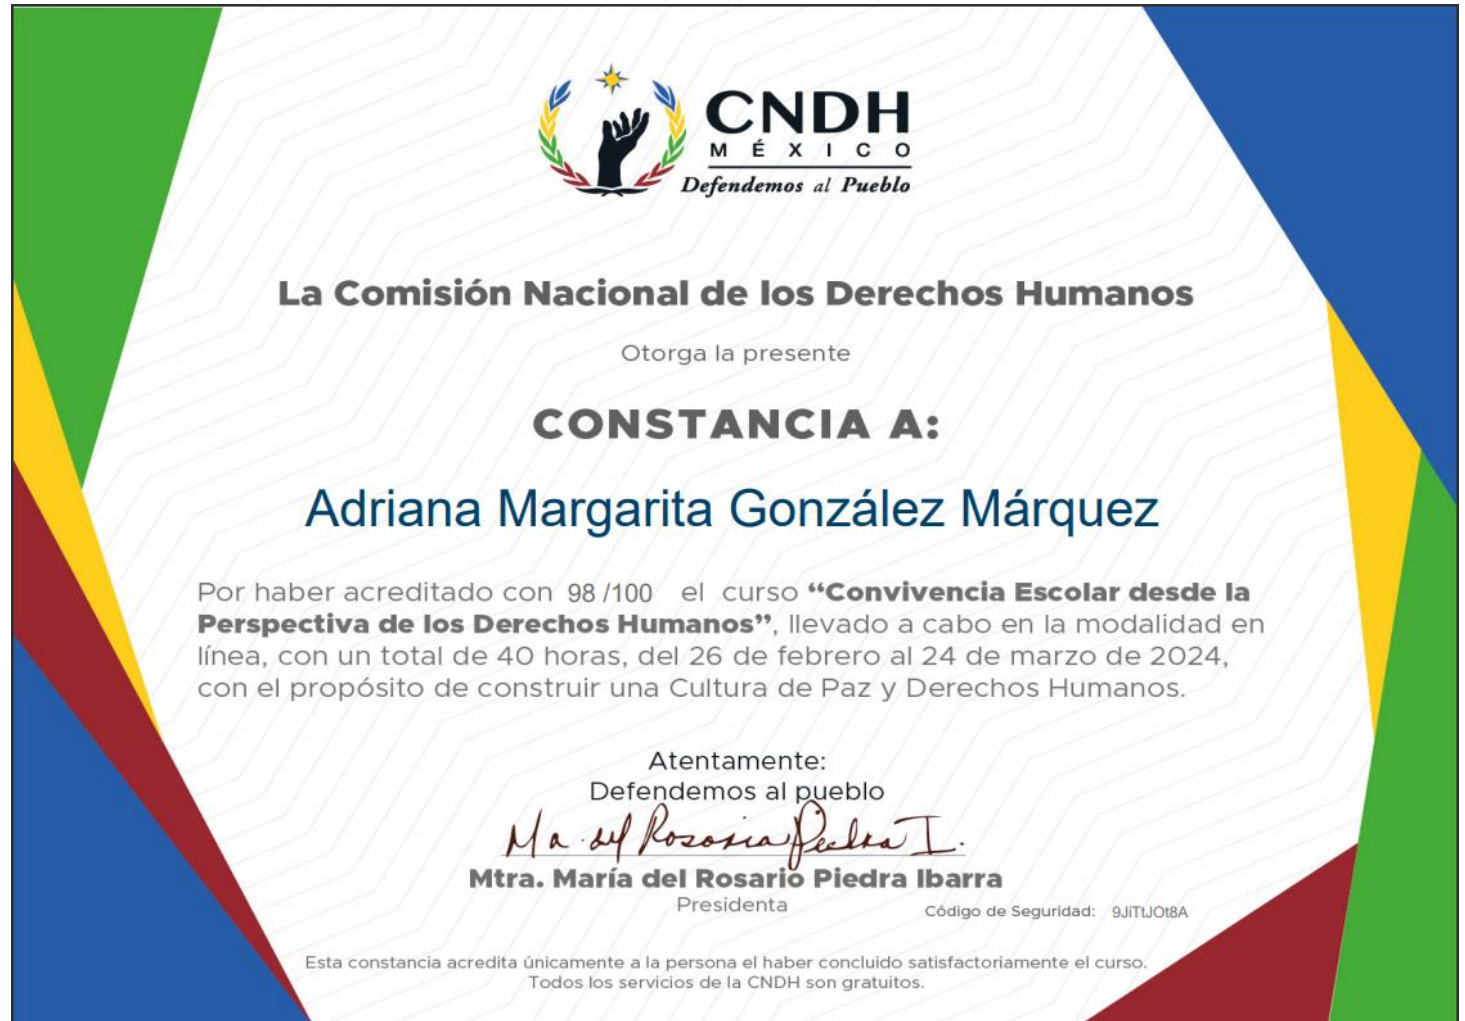 CNDH
MÉXICO
Defendemos al Pueblo
La Comisión Nacional de los Derechos Humanos
Otorga la presente
CONSTANCIA A:
Adriana Margarita González Márquez
Por haber acreditado con 98 /100 el curso “Convivencia Escolar desde la
Perspectiva de los Derechos Humanos”, llevado a cabo en la modalidad en
línea, con un total de 40 horas, del 26 de febrero al 24 de marzo de 2024,
con el propósito de construir una Cultura de Paz y Derechos Humanos.
Atentamente:
Defendemos al pueblo
Ma. del Rosario Piedra I.
Mtra. María del Rosario Piedra Ibarra
Presidenta
Código de Seguridad: 9JiTtJOt8A
Esta constancia acredita únicamente a la persona el haber concluido satisfactoriamente el curso.
Todos los servicios de la CNDH son gratuitos.